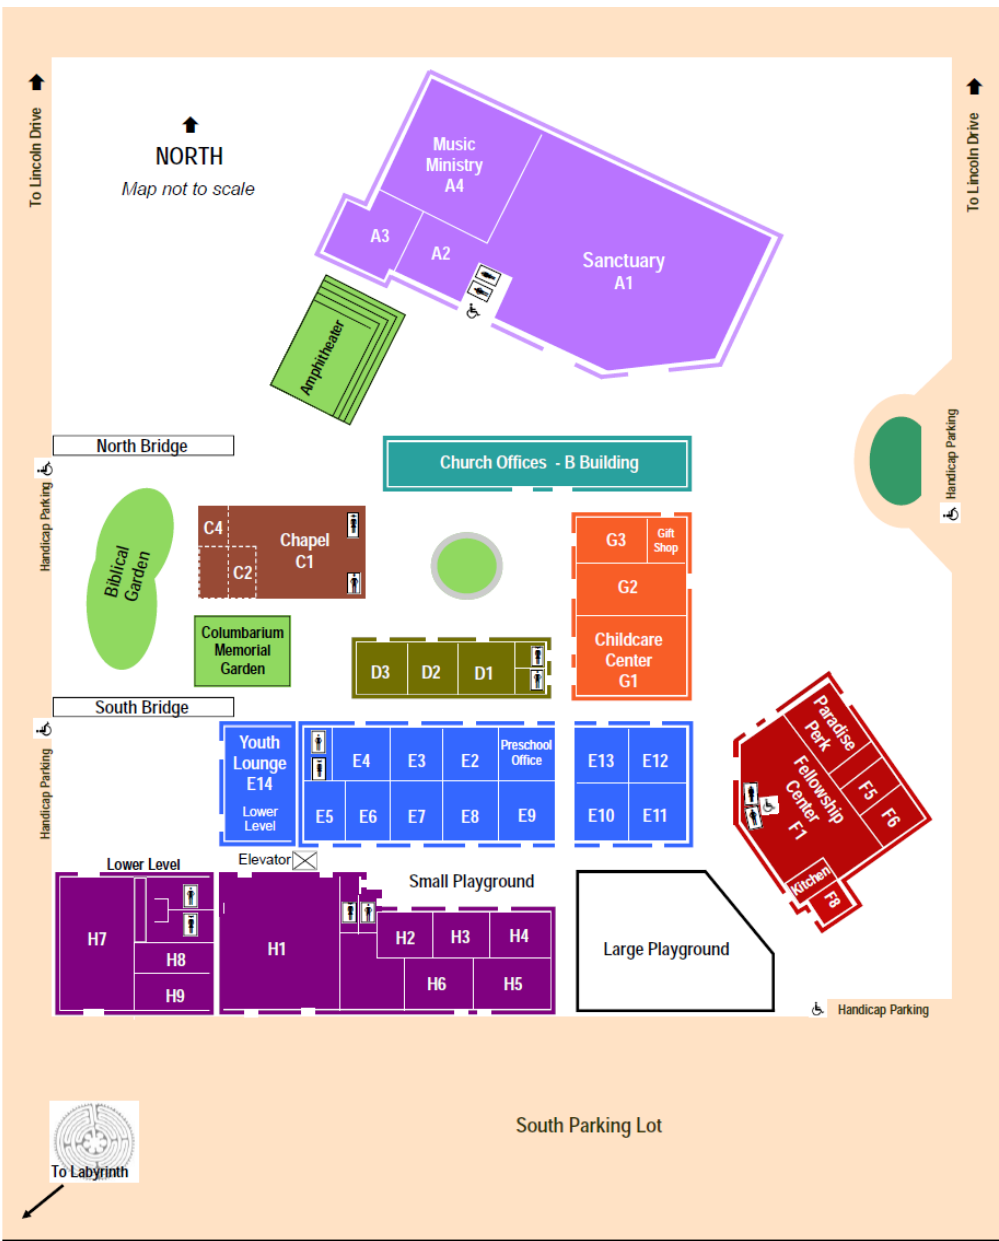 To Lincoln Drive
NORTH
Map not to scale
To Lincoln Drive
Music
Ministry
A4
A3
A2
Sanctuary
A1
Amphitheater
North Bridge
Handicap Parking
Church Offices - B Building
Handicap Parking
Biblical
Garden
C4
C2
Chapel
C1
G3
Gift
Shop
G2
Childcare
Center
G1
Columbarium
Memorial
Garden
D3
D2
D1
South Bridge
Handicap Parking
Youth
Lounge
E14
Lower
Level
E4
E3
E2
Preschool
Office
E5
E6
E7
E8
E9
E13
E12
E10
E11
Paradise
Perk
Fellowship
Center
F1
F5
F6
Kitchen
F8
Lower Level
Elevator
Small Playground
H7
H8
H9
H1
H2
H3
H4
H6
H5
Large Playground
Handicap Parking
South Parking Lot
To Labyrinth